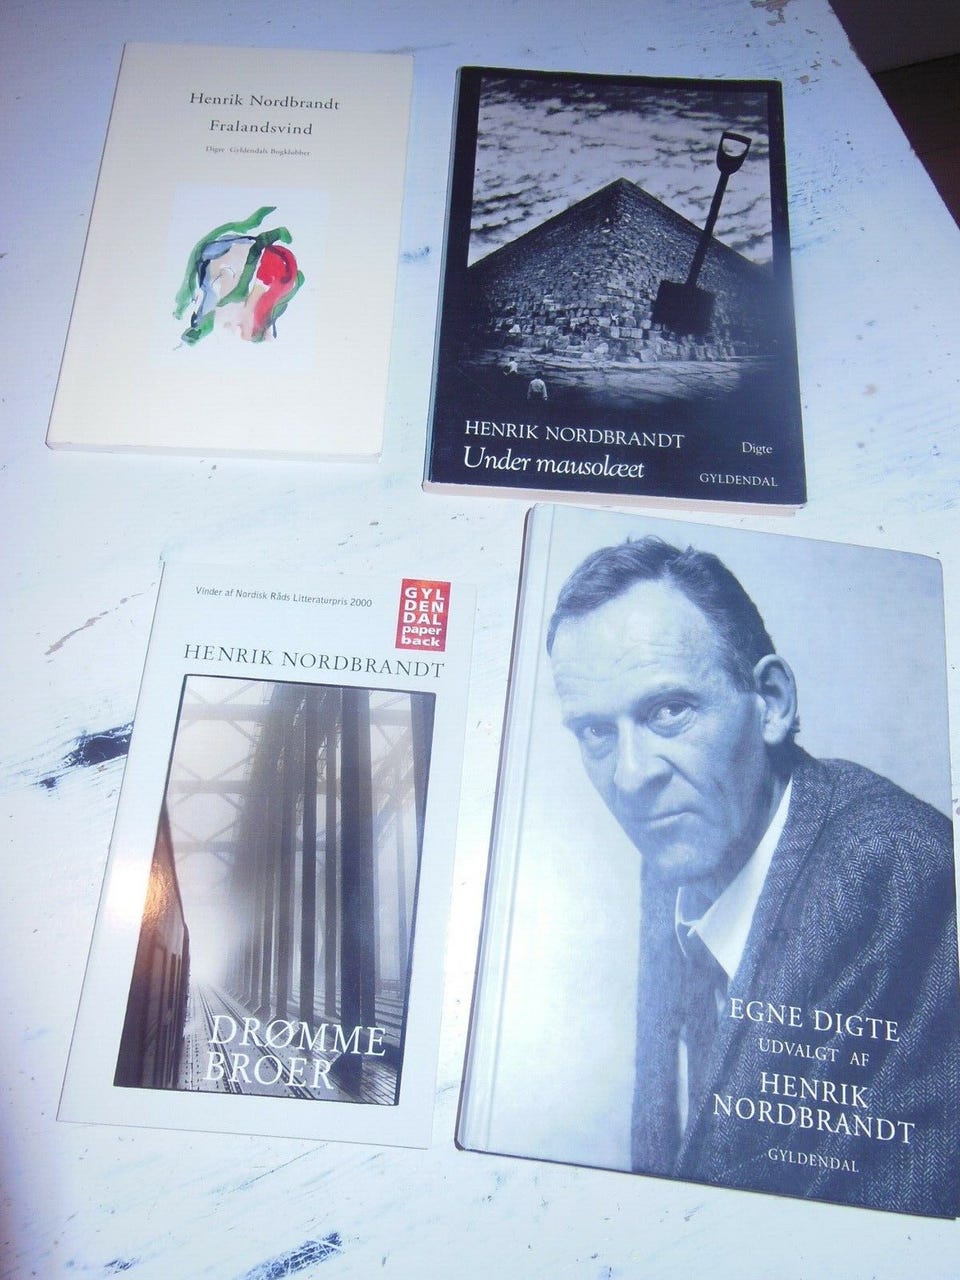 Henrik Nordbrandt
Fralandsvind
Digte Gyldendals Bogklubber
HENRIK NORDBRANDT
Under mausolæet
Digte
GYLDENDAL
Vinder af Nordisk Råds Litteraturpris 2000
GYL
DEN
DAL
paper
back
HENRIK NORDBRANDT
DRØMME
BROER
EGNE DIGTE
UDVALGT AF
HENRIK
NORDBRANDT
GYLDENDAL